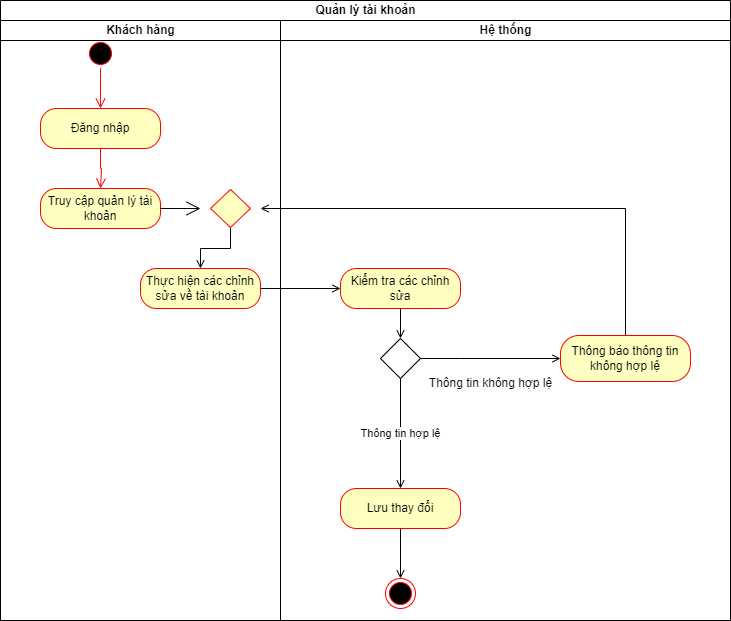 Quản lý tài khoản
Khách hàng
Hệ thống
Đăng nhập
Truy cập quản lý tài
khoản
Thực hiện các chỉnh
sửa về tài khoản
Kiểm tra các chỉnh
sửa
Thông báo thông tin
không hợp lệ
Thông tin không hợp lệ
Thông tin hợp lệ
Lưu thay đổi